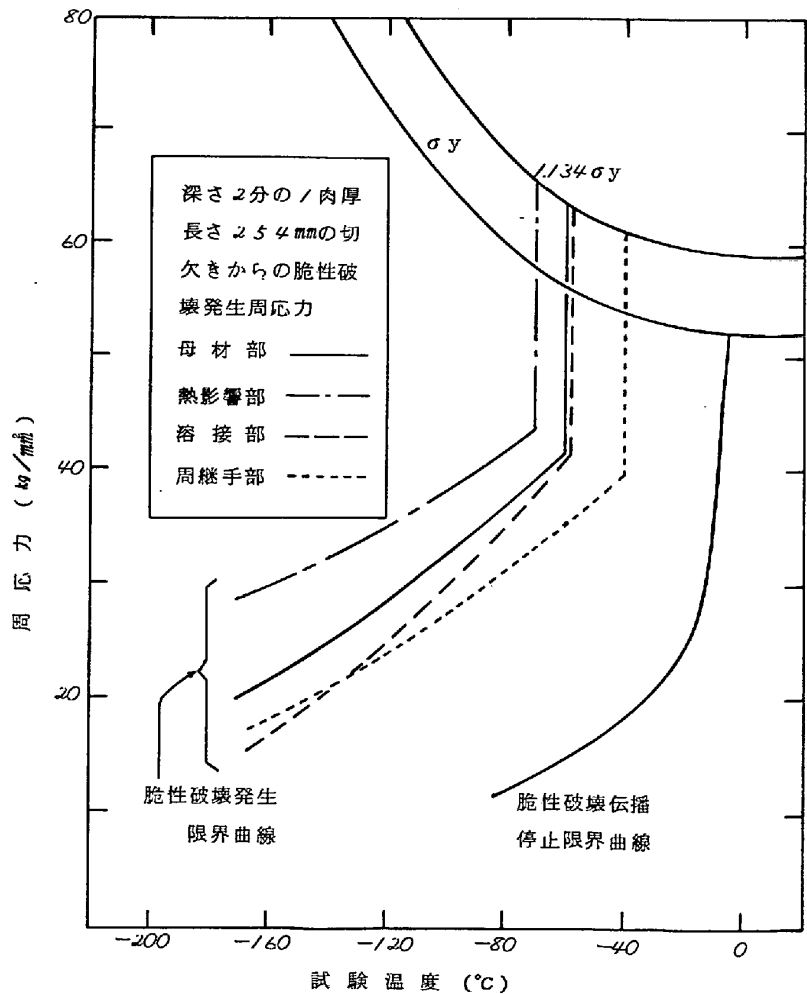 80
60
40
20
周応力 (kg/mm²)
σy
1.134σy
深さ2分の1肉厚
長さ254mmの切
欠きからの脆性破
壊発生周応力
母材部
熱影響部
溶接部
周継手部
脆性破壊発生
限界曲線
脆性破壊伝播
停止限界曲線
-200 -160 -120 -80 -40 0
試験温度 (°C)